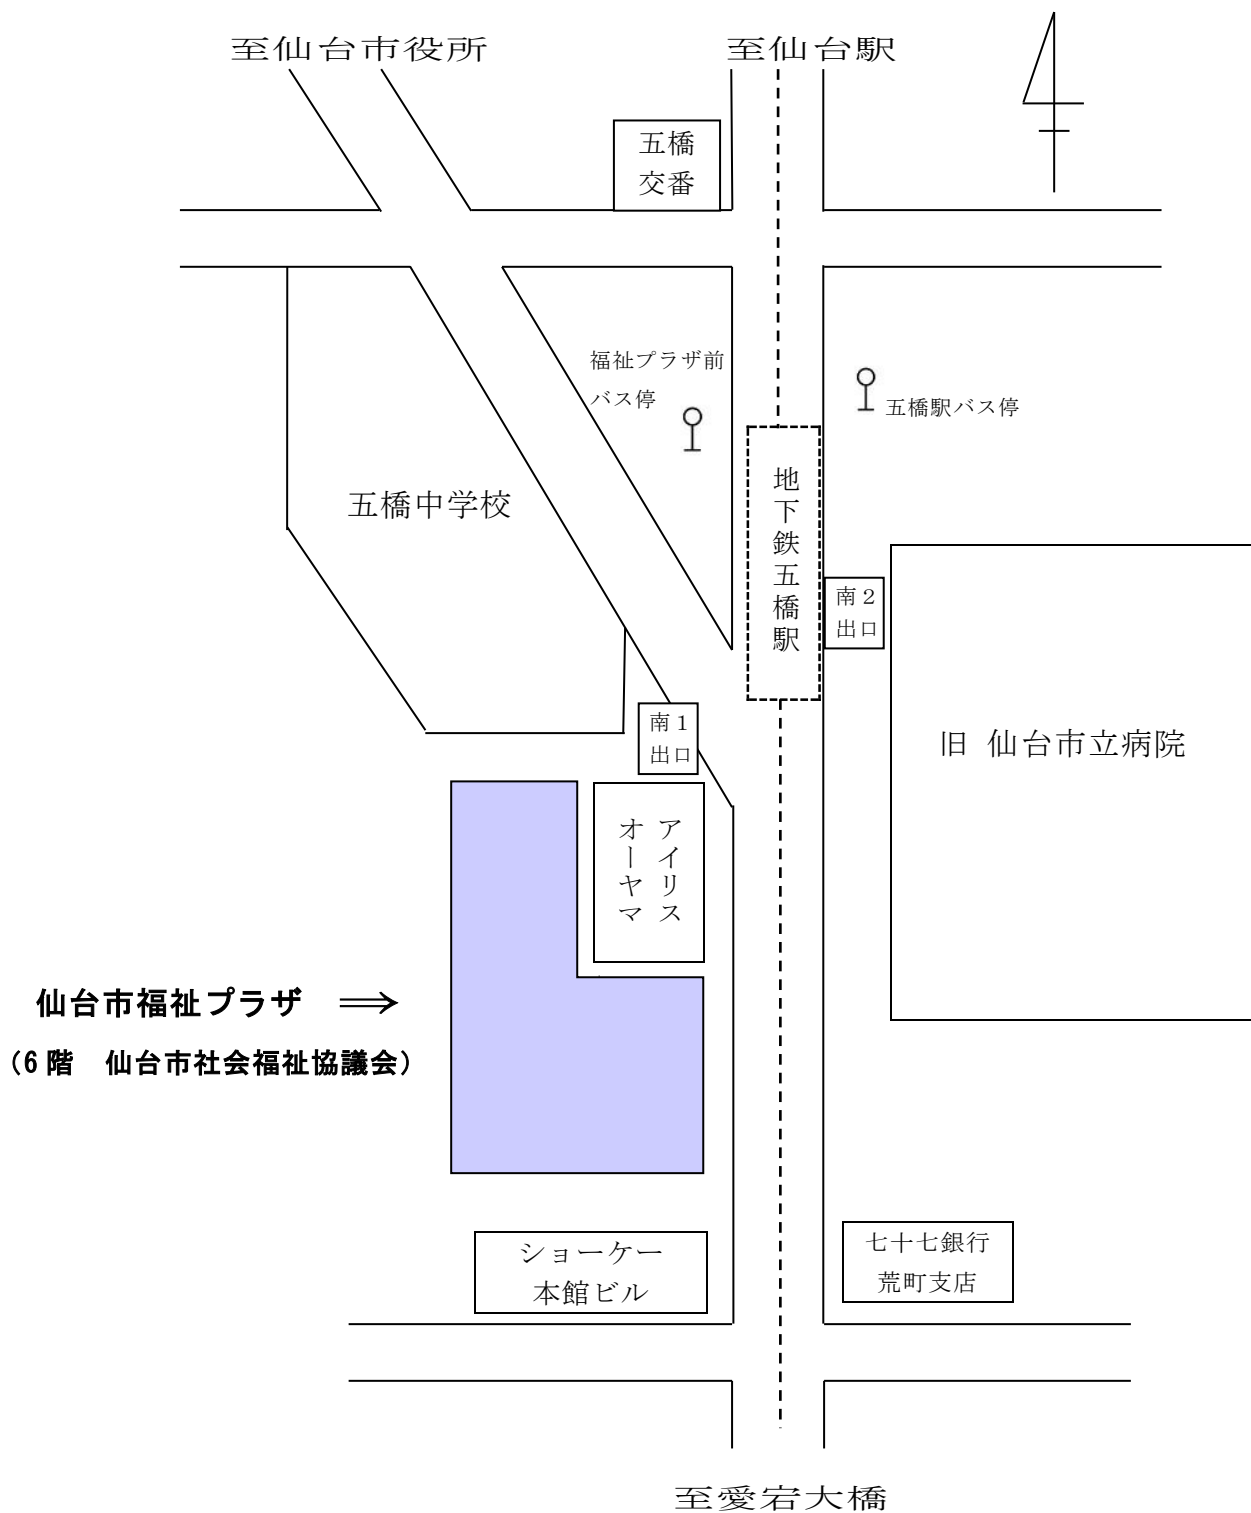 至仙台市役所
至仙台駅
五橋
交番
福祉プラザ前
バス停
五橋駅バス停
五橋中学校
地下鉄五橋駅
南２
出口
旧 仙台市立病院
南１
出口
アイリス
オーヤマ
仙台市福祉プラザ ⇒
（6階　仙台市社会福祉協議会）
ショーケー
本館ビル
七十七銀行
荒町支店
至愛宕大橋